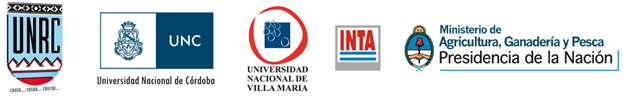 UNRC
CREER... CREAR... CRECER...
UNC
Universidad Nacional de Córdoba
UNIVERSIDAD
NACIONAL DE
VILLA MARIA
INTA
Ministerio de
Agricultura, Ganadería y Pesca
Presidencia de la Nación